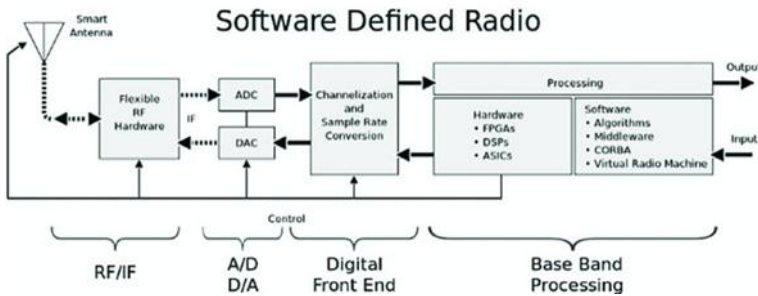 Software Defined Radio
Smart
Antenna
Flexible
RF
Hardware
IF
ADC
DAC
Channelization
and
Sample Rate
Conversion
Processing
Hardware
• FPGAs
• DSPs
• ASICs
Software
• Algorithms
• Middleware
• CORBA
• Virtual Radio Machine
Output
Input
Control
RF/IF
A/D
D/A
Digital
Front End
Base Band
Processing